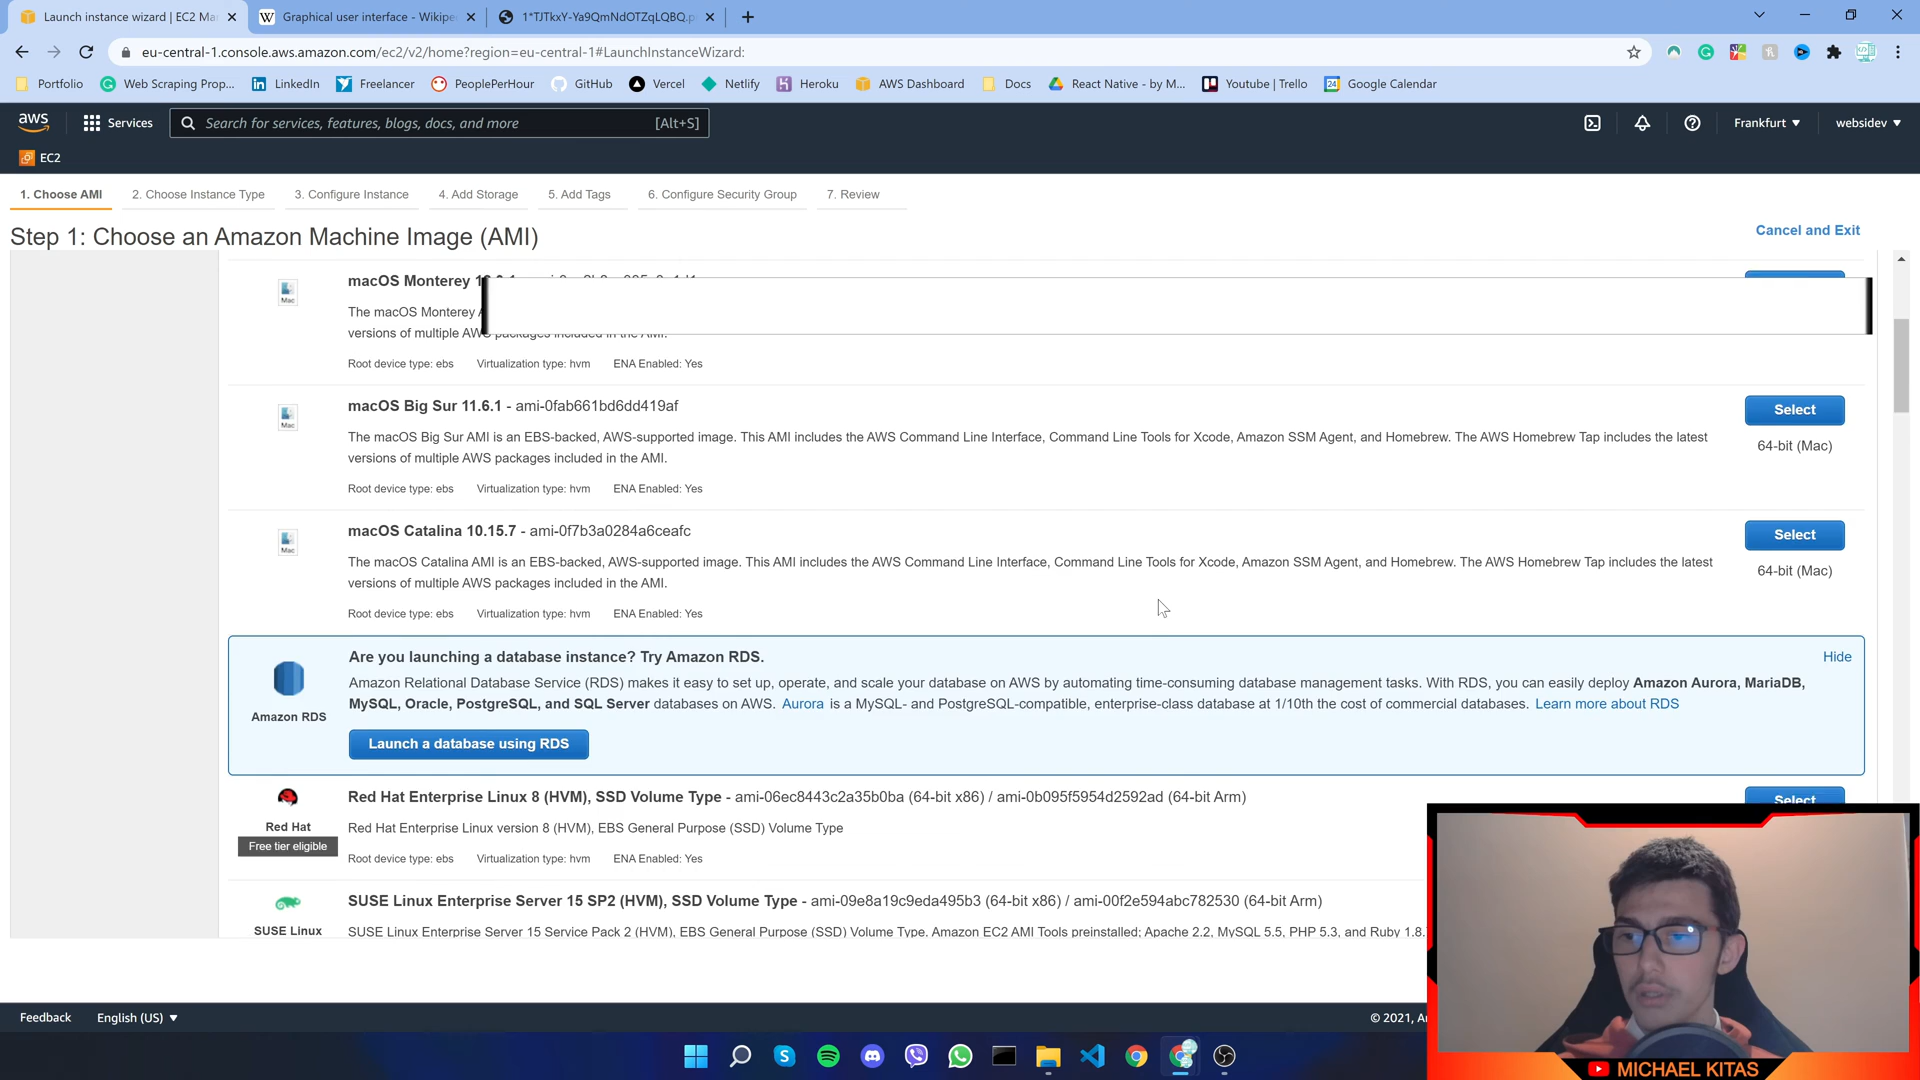 Launch instance wizard | EC2 Ma
Graphical user interface - Wikipe
1*TJTkxY-Ya9QmNdOTZqLQBQ.p
eu-central-1.console.aws.amazon.com/ec2/v2/home?region=eu-central-1#LaunchInstanceWizard:
Portfolio
Web Scraping Prop...
LinkedIn
Freelancer
PeoplePerHour
GitHub
Vercel
Netlify
Heroku
AWS Dashboard
Docs
React Native - by M...
Youtube | Trello
Google Calendar
aws
Services
Search for services, features, blogs, docs, and more
[Alt+S]
Frankfurt
websidev
EC2
1. Choose AMI
2. Choose Instance Type
3. Configure Instance
4. Add Storage
5. Add Tags
6. Configure Security Group
7. Review
Step 1: Choose an Amazon Machine Image (AMI)
Cancel and Exit
Mac
macOS Monterey
The macOS Monterey
versions of multiple AWS packages included in the AMI.
Root device type: ebs Virtualization type: hvm ENA Enabled: Yes
Mac
macOS Big Sur 11.6.1 - ami-0fab661bd6dd419af
Select
The macOS Big Sur AMI is an EBS-backed, AWS-supported image. This AMI includes the AWS Command Line Interface, Command Line Tools for Xcode, Amazon SSM Agent, and Homebrew. The AWS Homebrew Tap includes the latest
64-bit (Mac)
versions of multiple AWS packages included in the AMI.
Root device type: ebs Virtualization type: hvm ENA Enabled: Yes
Mac
macOS Catalina 10.15.7 - ami-0f7b3a0284a6ceafc
Select
The macOS Catalina AMI is an EBS-backed, AWS-supported image. This AMI includes the AWS Command Line Interface, Command Line Tools for Xcode, Amazon SSM Agent, and Homebrew. The AWS Homebrew Tap includes the latest
64-bit (Mac)
versions of multiple AWS packages included in the AMI.
Root device type: ebs Virtualization type: hvm ENA Enabled: Yes
Amazon RDS
Are you launching a database instance? Try Amazon RDS.
Hide
Amazon Relational Database Service (RDS) makes it easy to set up, operate, and scale your database on AWS by automating time-consuming database management tasks. With RDS, you can easily deploy Amazon Aurora, MariaDB,
MySQL, Oracle, PostgreSQL, and SQL Server databases on AWS. Aurora is a MySQL- and PostgreSQL-compatible, enterprise-class database at 1/10th the cost of commercial databases. Learn more about RDS
Launch a database using RDS
Red Hat Enterprise Linux 8 (HVM), SSD Volume Type - ami-06ec8443c2a35b0ba (64-bit x86) / ami-0b095f5954d2592ad (64-bit Arm)
Select
Red Hat
Free tier eligible
Red Hat Enterprise Linux version 8 (HVM), EBS General Purpose (SSD) Volume Type
Root device type: ebs Virtualization type: hvm ENA Enabled: Yes
SUSE Linux Enterprise Server 15 SP2 (HVM), SSD Volume Type - ami-09e8a19c9eda495b3 (64-bit x86) / ami-00f2e594abc782530 (64-bit Arm)
SUSE Linux
SUSE Linux Enterprise Server 15 Service Pack 2 (HVM), EBS General Purpose (SSD) Volume Type. Amazon EC2 AMI Tools preinstalled; Apache 2.2, MySQL 5.5, PHP 5.3, and Ruby 1.8.
Feedback
English (US)
© 2021, A
MICHAEL KITAS